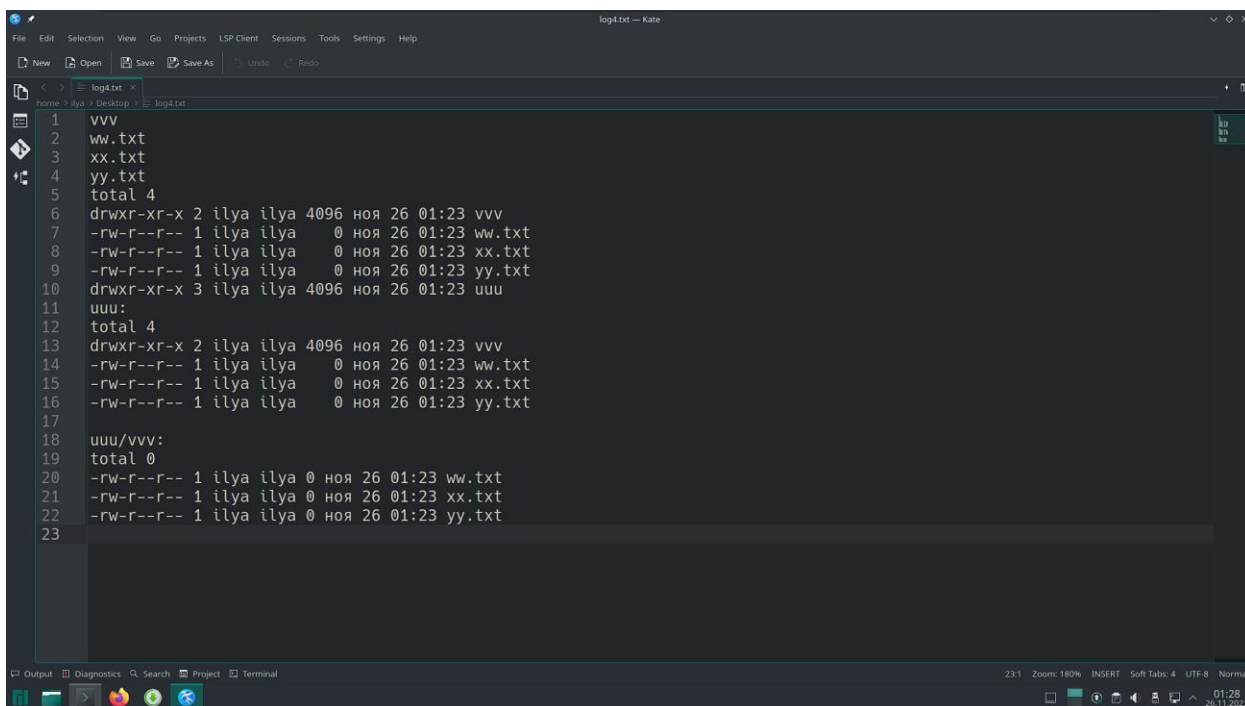 log4.txt — Kate
File Edit Selection View Go Projects LSP Client Sessions Tools Settings Help
New Open Save Save As Undo Redo
log4.txt
home > ilya > Desktop > log4.txt
1 vvv
2 ww.txt
3 xx.txt
4 yy.txt
5 total 4
6 drwxr-xr-x 2 ilya ilya 4096 ноя 26 01:23 vvv
7 -rw-r--r-- 1 ilya ilya    0 ноя 26 01:23 ww.txt
8 -rw-r--r-- 1 ilya ilya    0 ноя 26 01:23 xx.txt
9 -rw-r--r-- 1 ilya ilya    0 ноя 26 01:23 yy.txt
10 drwxr-xr-x 3 ilya ilya 4096 ноя 26 01:23 uuu
11 uuu:
12 total 4
13 drwxr-xr-x 2 ilya ilya 4096 ноя 26 01:23 vvv
14 -rw-r--r-- 1 ilya ilya    0 ноя 26 01:23 ww.txt
15 -rw-r--r-- 1 ilya ilya    0 ноя 26 01:23 xx.txt
16 -rw-r--r-- 1 ilya ilya    0 ноя 26 01:23 yy.txt
17
18 uuu/vvv:
19 total 0
20 -rw-r--r-- 1 ilya ilya 0 ноя 26 01:23 ww.txt
21 -rw-r--r-- 1 ilya ilya 0 ноя 26 01:23 xx.txt
22 -rw-r--r-- 1 ilya ilya 0 ноя 26 01:23 yy.txt
23
Output Diagnostics Search Project Terminal 23:1 Zoom: 180% INSERT Soft Tabs: 4 UTF-8
01:28